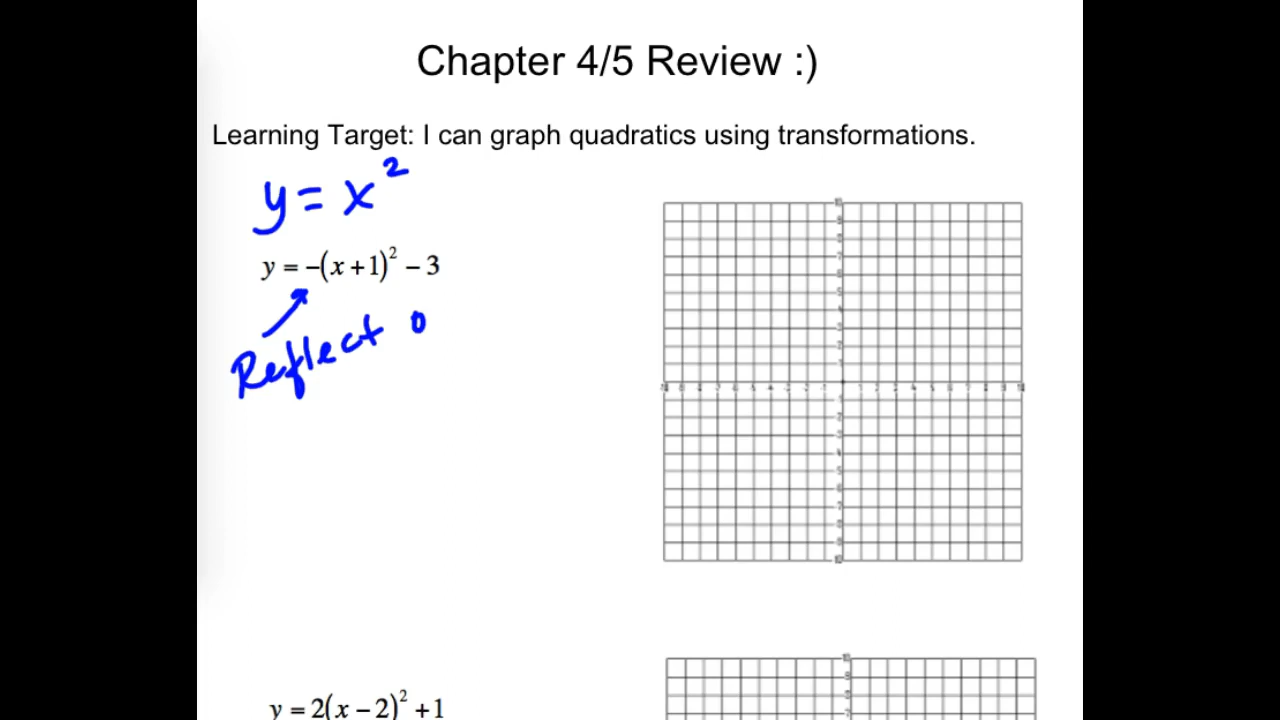 Chapter 4/5 Review :)
Learning Target: I can graph quadratics using transformations.
y = x²
y = -(x+1)² - 3
Reflect o
y = 2(x-2)² + 1